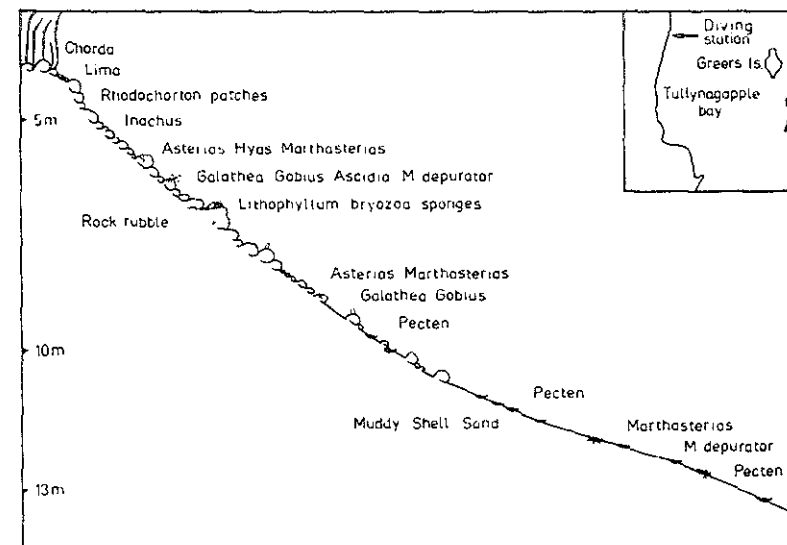 Chorda
Lima
Rhodochorton patches
5m
Inachus
Asterias Hyas Marthasterias
Galathea Gobius Ascidia M depurator
Lithophyllum bryozoa sponges
Rock rubble
Asterias Marthasterias
Galathea Gobius
Pecten
10m
Pecten
Muddy Shell Sand
Marthasterias
M depurator
Pecten
13m
Diving
station
Greers Is.
Tullynagapple
bay